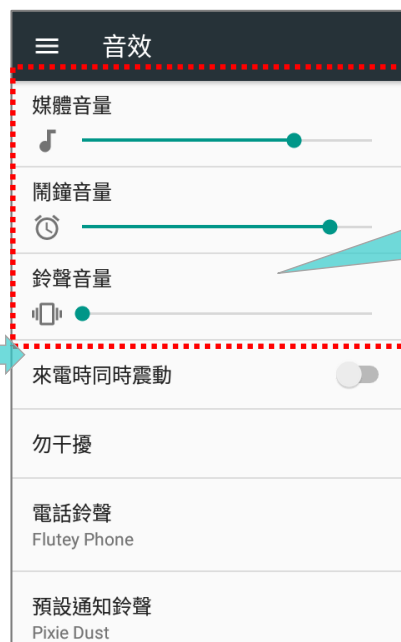 音效
媒體音量
鬧鐘音量
鈴聲音量
來電時同時震動
勿干擾
電話鈴聲
Flutey Phone
預設通知鈴聲
Pixie Dust